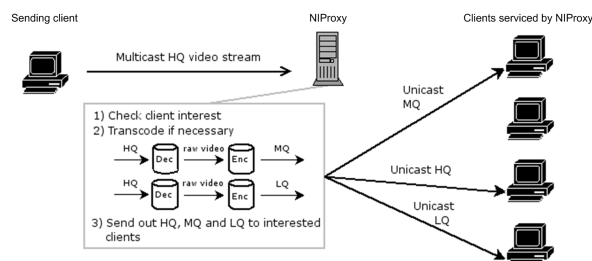 Sending client
NIProxy
Clients serviced by NIProxy
Multicast HQ video stream
Unicast
MQ
1) Check client interest
2) Transcode if necessary
HQ
Dec
raw video
Enc
MQ
HQ
Dec
raw video
Enc
LQ
3) Send out HQ, MQ and LQ to interested
clients
Unicast HQ
Unicast
LQ